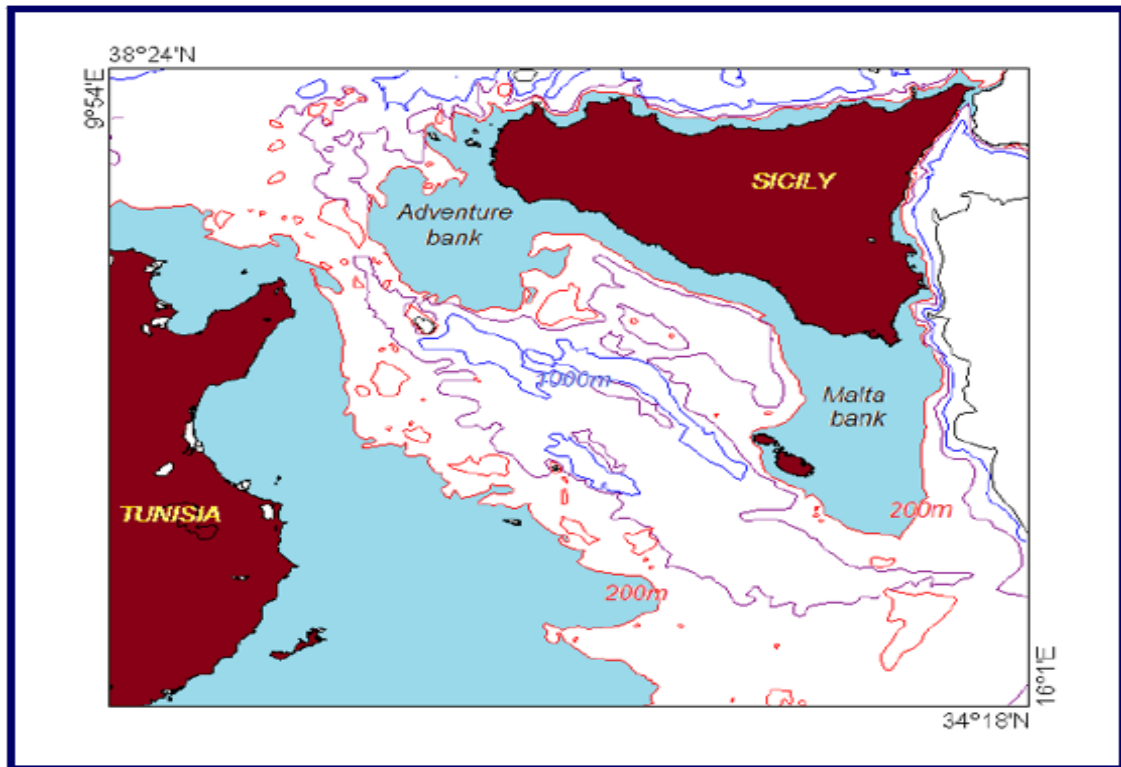 38°24'N
9°54'E
SICILY
Adventure
bank
1000m
Malta
bank
TUNISIA
200m
200m
16°1'E
34°18'N